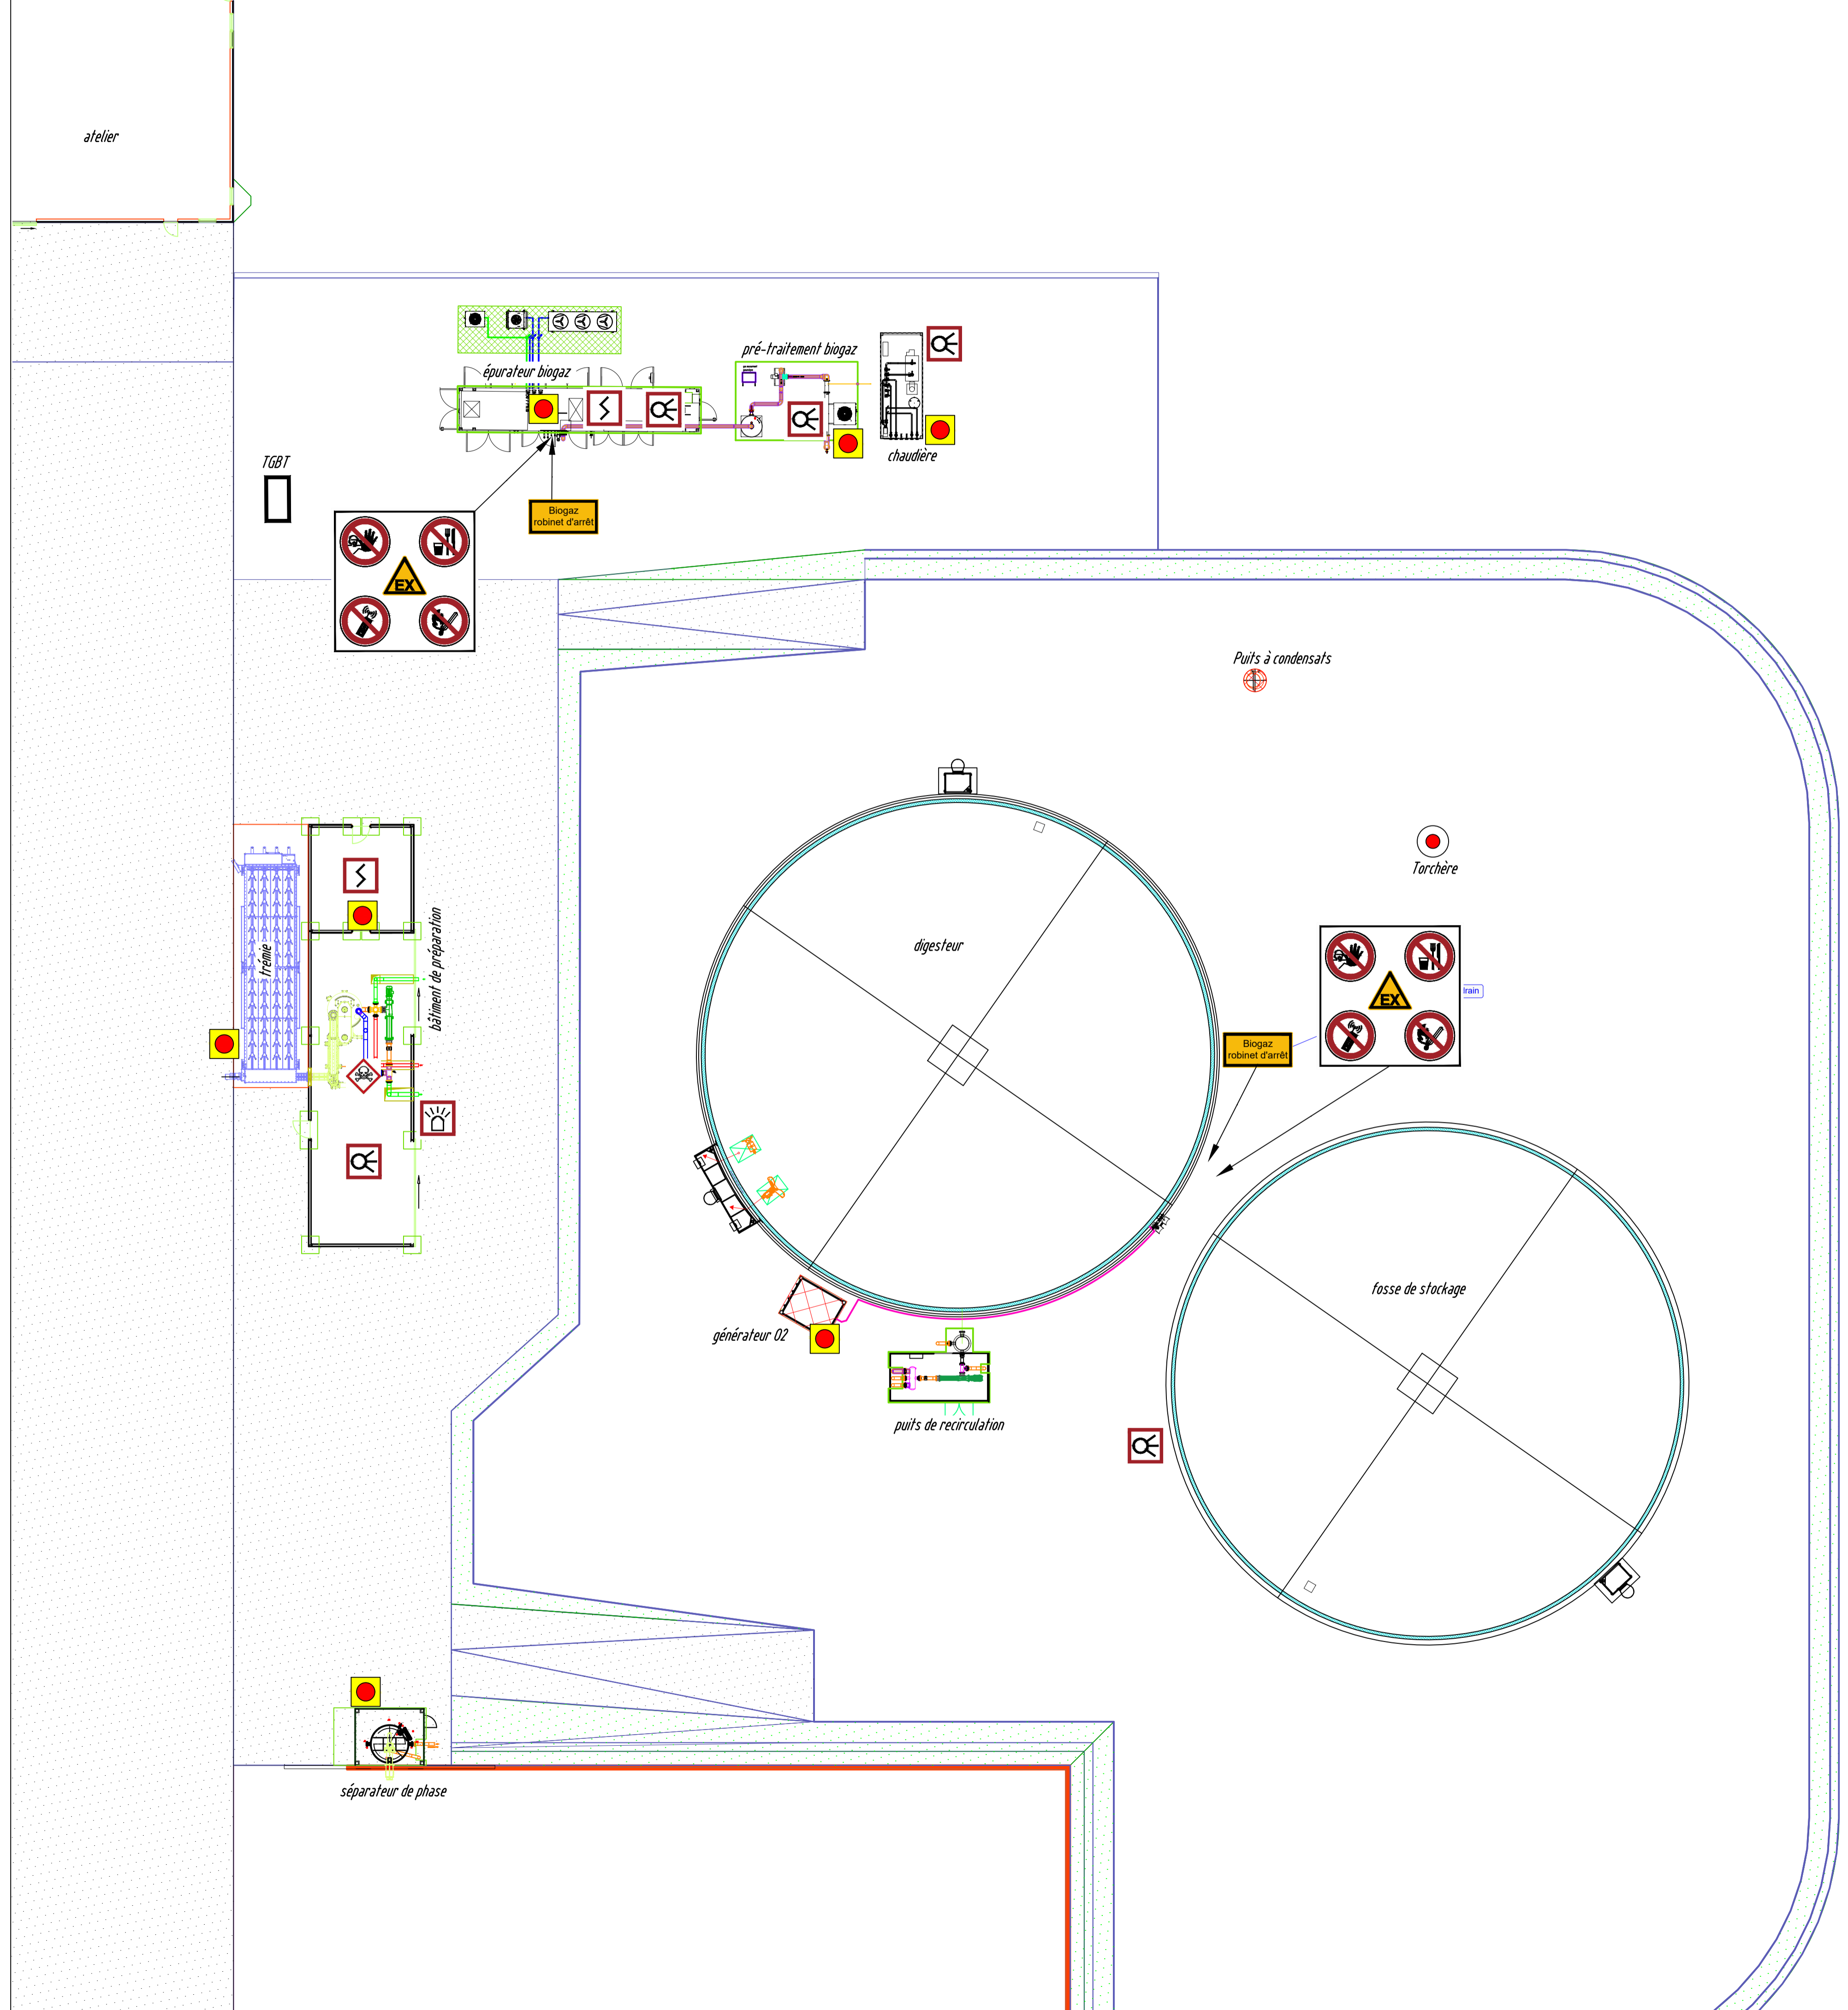 atelier
pré-traitement biogaz
épurateur biogaz
chaudière
TGBT
Biogaz
robinet d'arrêt
EX
Puits à condensats
Torchère
digesteur
trémie
bâtiment de préparation
EX
lrain
Biogaz
robinet d'arrêt
fosse de stockage
générateur O2
puits de recirculation
séparateur de phase